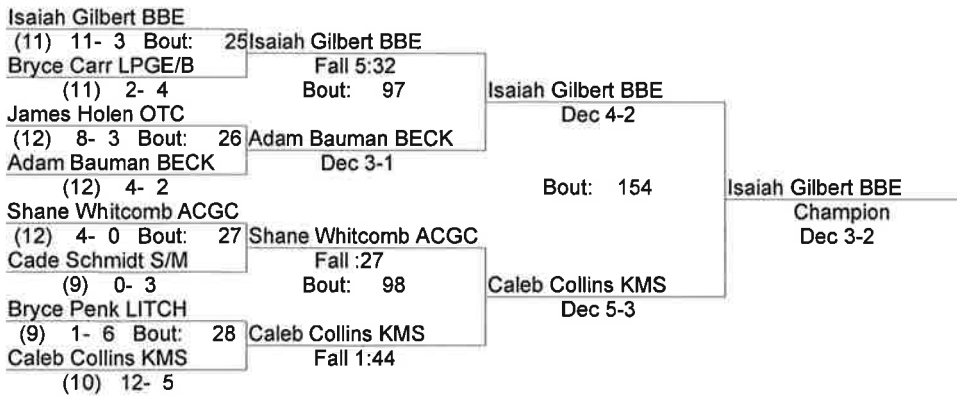 Isaiah Gilbert BBE
(11) 11- 3 Bout: 25
Bryce Carr LPGE/B
(11) 2- 4
James Holen OTC
(12) 8- 3 Bout: 26
Adam Bauman BECK
(12) 4- 2
Shane Whitcomb ACGC
(12) 4- 0 Bout: 27
Cade Schmidt S/M
(9) 0- 3
Bryce Penk LITCH
(9) 1- 6 Bout: 28
Caleb Collins KMS
(10) 12- 5
Isaiah Gilbert BBE
Fall 5:32
Bout: 97
Adam Bauman BECK
Dec 3-1
Shane Whitcomb ACGC
Fall :27
Bout: 98
Caleb Collins KMS
Fall 1:44
Isaiah Gilbert BBE
Dec 4-2
Bout: 154
Caleb Collins KMS
Dec 5-3
Isaiah Gilbert BBE
Champion
Dec 3-2